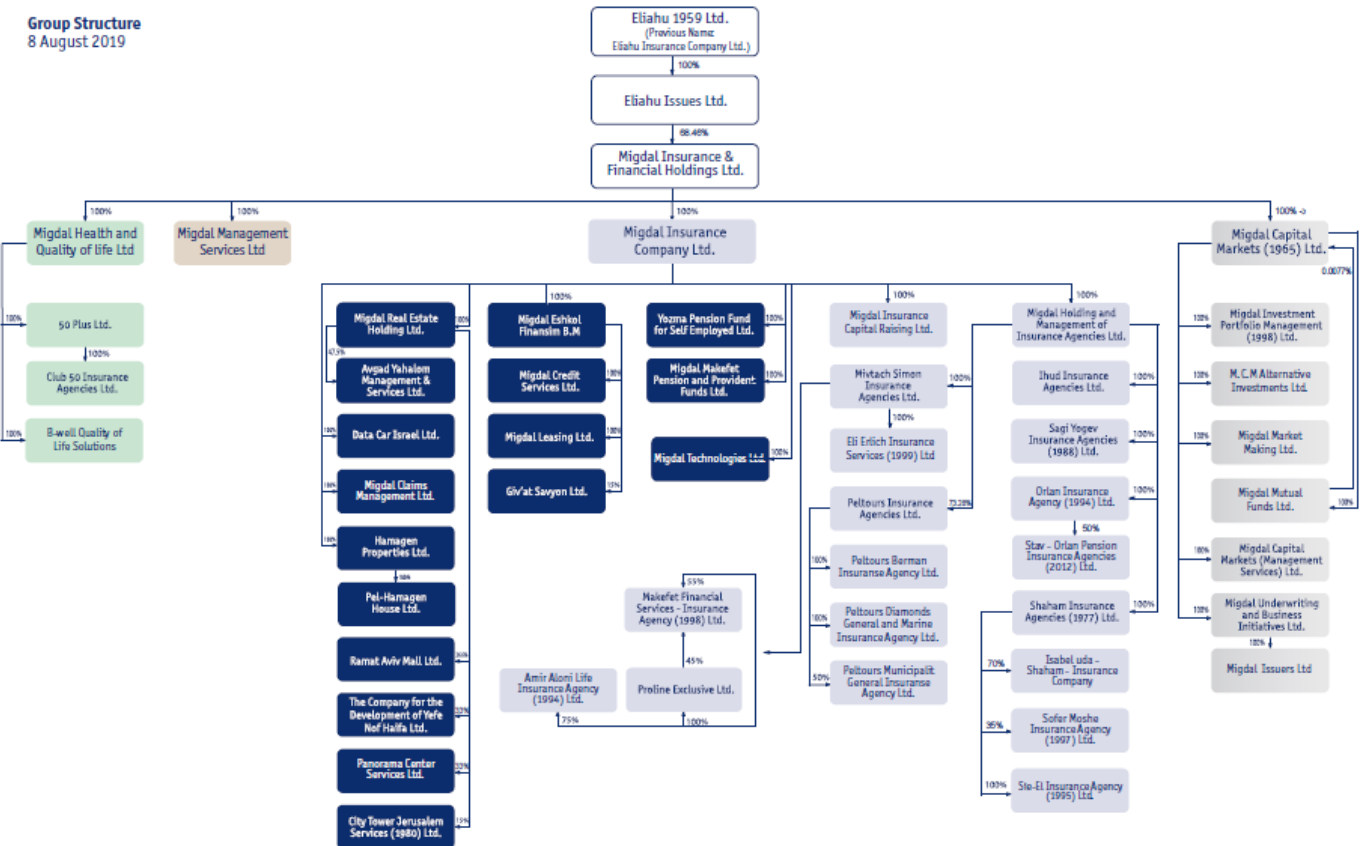 Group Structure
8 August 2019
Eliahu 1959 Ltd.
(Previous Name:
Eliahu Insurance Company Ltd.)
100%
Eliahu Issues Ltd.
68.46%
Migdal Insurance &
Financial Holdings Ltd.
100%
100%
100%
100%
Migdal Health and
Quality of life Ltd
Migdal Management
Services Ltd
Migdal Insurance
Company Ltd.
Migdal Capital
Markets (1965) Ltd.
0.0077%
100%
50 Plus Ltd.
100%
Club 50 Insurance
Agencies Ltd.
100%
B-well Quality of
Life Solutions
Migdal Real Estate
Holding Ltd.
100%
47.5%
Avgad Yahalom
Management &
Services Ltd.
100%
Data Car Israel Ltd.
100%
Migdal Claims
Management Ltd.
100%
Hamagen
Properties Ltd.
Pel-Hamagen
House Ltd.
Ramat Aviv Mall Ltd.
The Company for the
Development of Yefe
Nof Haifa Ltd.
33%
Panorama Center
Services Ltd.
33%
City Tower Jerusalem
Services (1980) Ltd.
15%
100%
Migdal Eshkol
Finansim B.M
Migdal Credit
Services Ltd.
100%
Migdal Leasing Ltd.
100%
Giv'at Savyon Ltd.
15%
Yozma Pension Fund
for Self Employed Ltd.
100%
Migdal Makefet
Pension and Provident
Funds Ltd.
100%
Migdal Technologies Ltd.
100%
100%
Migdal Insurance
Capital Raising Ltd.
Mivtach Simon
Insurance
Agencies Ltd.
100%
100%
Eli Erlich Insurance
Services (1999) Ltd
Peltours Insurance
Agencies Ltd.
73.28%
100%
Peltours Berman
Insuranse Agency Ltd.
100%
Peltours Diamonds
General and Marine
Insurance Agency Ltd.
50%
Peltours Municipalit
General Insuranse
Agency Ltd.
55%
Makefet Financial
Services - Insurance
Agency (1998) Ltd.
45%
Amir Aloni Life
Insurance Agency
(1994) Ltd.
Proline Exclusive Ltd.
75%
100%
100%
Migdal Holding and
Management of
Insurance Agencies Ltd.
Ihud Insurance
Agencies Ltd.
100%
Sagi Yogev
Insurance Agencies
(1988) Ltd.
100%
Orlan Insurance
Agency (1994) Ltd.
100%
50%
Stav - Orlan Pension
Insurance Agencies
(2012) Ltd.
Shaham Insurance
Agencies (1977) Ltd.
100%
70%
Isabel uda -
Shaham - Insurance
Company
35%
Sofer Moshe
Insurance Agency
(1997) Ltd.
100%
Ste-El Insurance Agency
(1995) Ltd.
100%
Migdal Investment
Portfolio Management
(1998) Ltd.
100%
M.C.M Alternative
Investments Ltd.
100%
Migdal Market
Making Ltd.
Migdal Mutual
Funds Ltd.
100%
100%
Migdal Capital
Markets (Management
Services) Ltd.
100%
Migdal Underwriting
and Business
Initiatives Ltd.
100%
Migdal Issuers Ltd